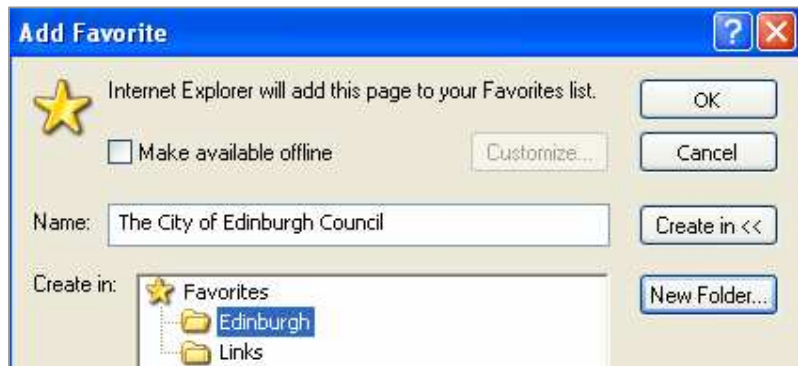 Add Favorite
?
Internet Explorer will add this page to your Favorites list.
OK
Make available offline
Customize...
Cancel
Name: The City of Edinburgh Council
Create in <<
Create in:
Favorites
New Folder...
Edinburgh
Links